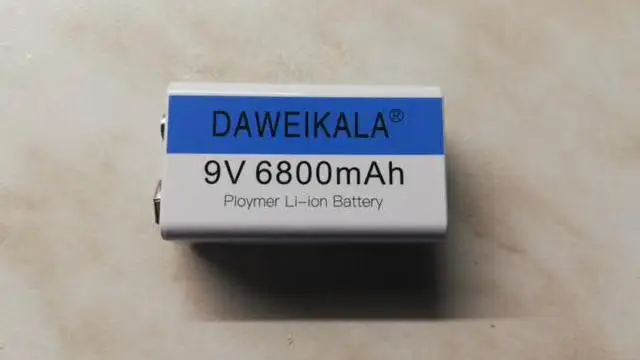 DAWEIKALA®
9V 6800mAh
Ploymer Li-ion Battery